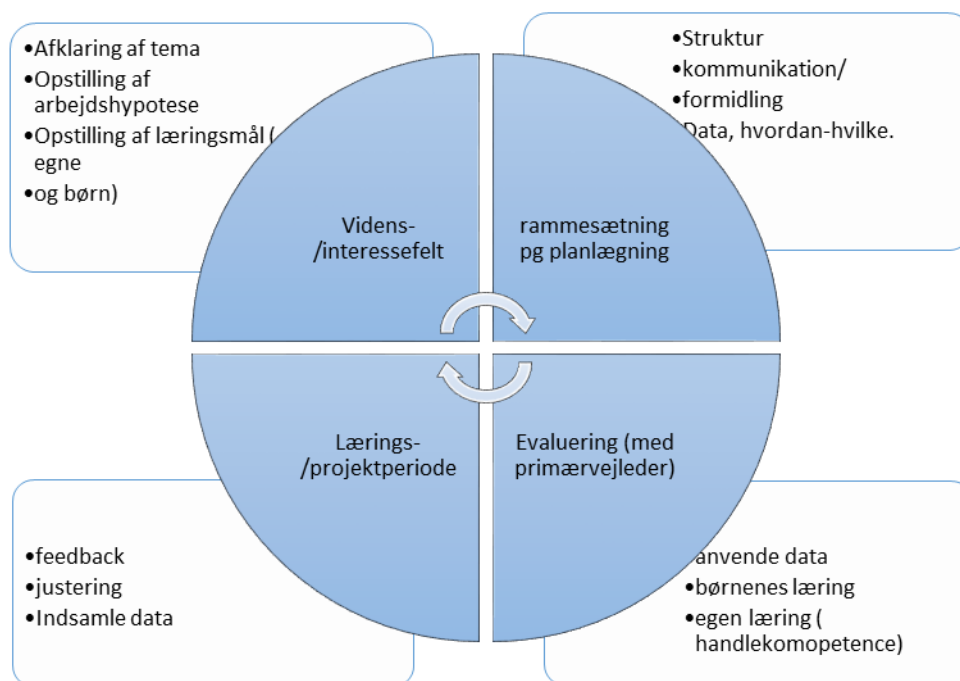 •Afklaring af tema
•Opstilling af
arbejdshypotese
•Opstilling af læringsmål (
egne
•og børn)
•Struktur
•kommunikation/
•formidling
•Data, hvordan-hvilke.
Videns-
/interessefelt
rammesætning
pg planlægning
Lærings-
/projektperiode
Evaluering (med
primærvejleder)
•feedback
•justering
•Indsamle data
•anvende data
•børnenes læring
•egen læring (
handlekomopetence)